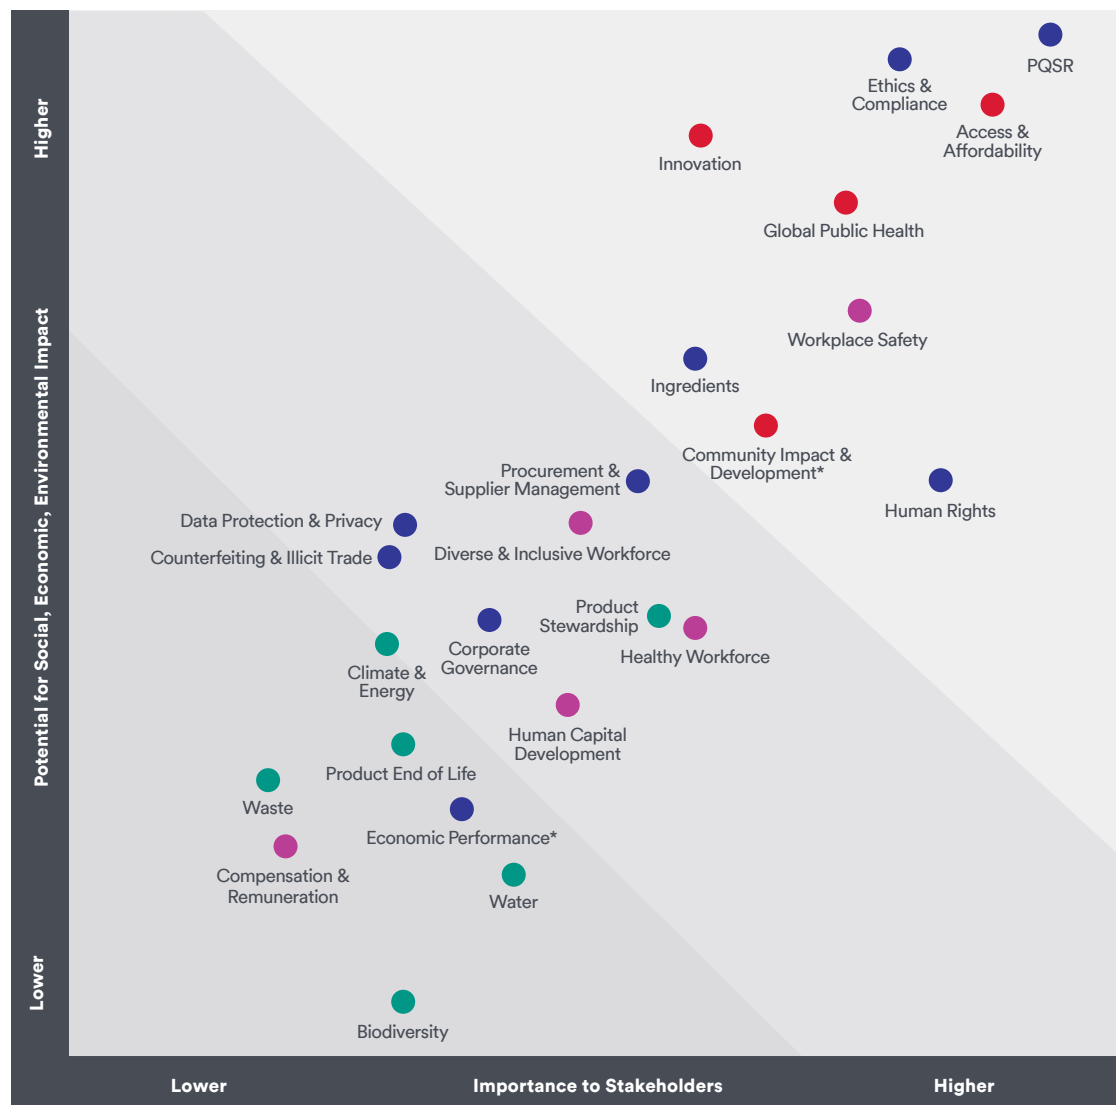 Higher
Potential for Social, Economic, Environmental Impact
Lower
PQSR
Ethics &
Compliance
Access &
Affordability
Innovation
Global Public Health
Workplace Safety
Ingredients
Community Impact &
Development*
Human Rights
Procurement &
Supplier Management
Data Protection & Privacy
Diverse & Inclusive Workforce
Counterfeiting & Illicit Trade
Product
Stewardship
Healthy Workforce
Corporate
Governance
Climate &
Energy
Human Capital
Development
Product End of Life
Waste
Economic Performance*
Compensation &
Remuneration
Water
Biodiversity
Lower
Importance to Stakeholders
Higher